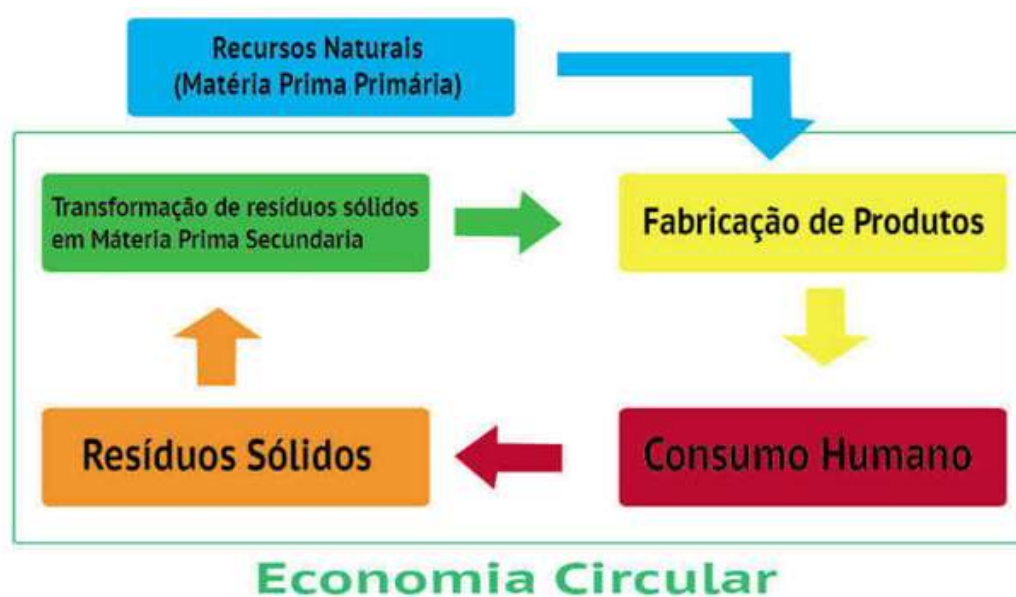 Recursos Naturais
(Matéria Prima Primária)
Transformação de resíduos sólidos
em Máteria Prima Secundaria
Fabricação de Produtos
Resíduos Sólidos
Consumo Humano
Economia Circular